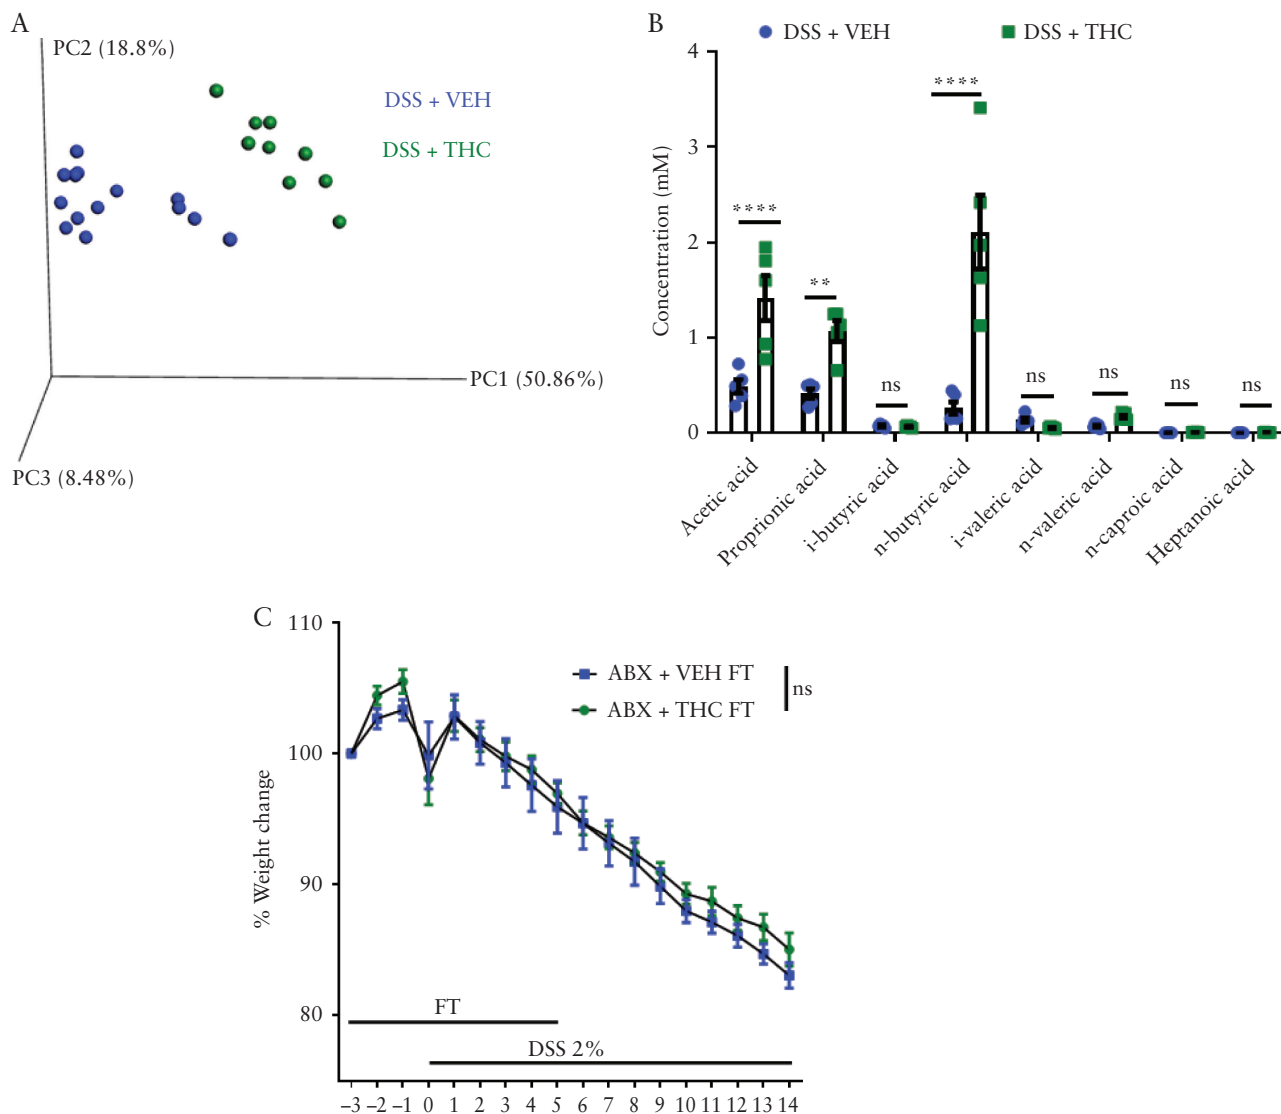 A
PC2 (18.8%)
DSS + VEH
DSS + THC
PC1 (50.86%)
PC3 (8.48%)
B
DSS + VEH
DSS + THC
Concentration (mM)
4
3
2
1
0
****
**
ns
****
ns
ns
ns
ns
Acetic acid
Proprionic acid
i-butyric acid
n-butyric acid
i-valeric acid
n-valeric acid
n-caproic acid
Heptanoic acid
C
% Weight change
110
100
90
80
ABX + VEH FT
ABX + THC FT
ns
FT
DSS 2%
–3 –2 –1 0 1 2 3 4 5 6 7 8 9 10 11 12 13 14